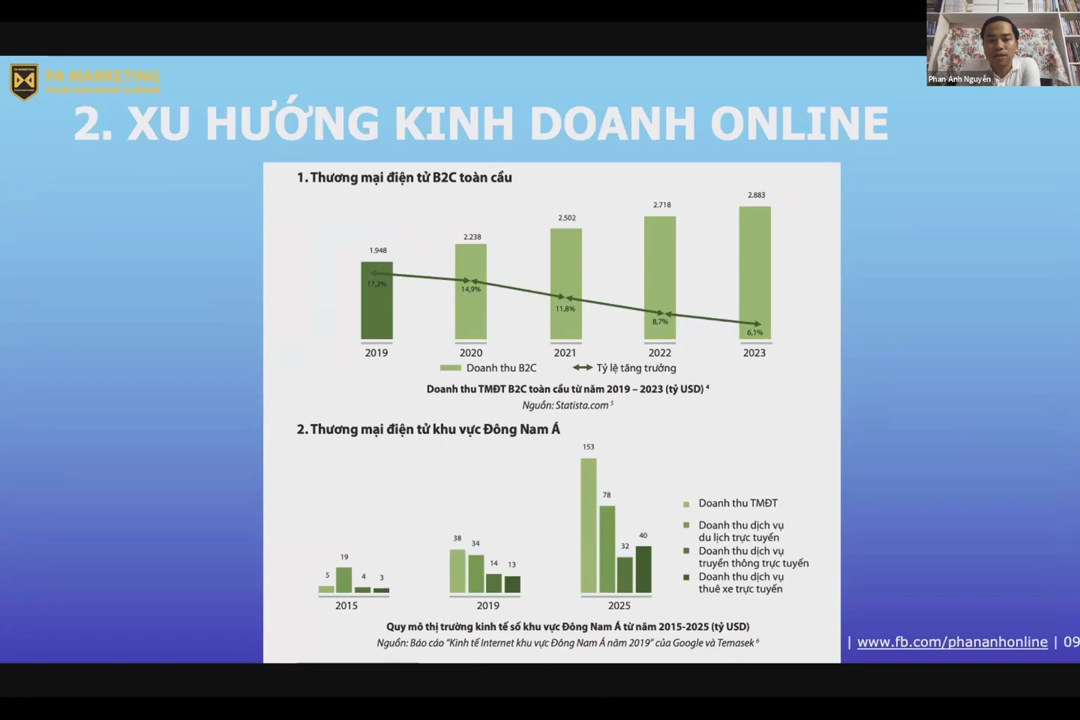 Phan Anh Nguyễn
PA MARKETING
2. XU HƯỚNG KINH DOANH ONLINE
1. Thương mại điện tử B2C toàn cầu
1.948
2.238
2.502
2.718
2.883
17,2%
14,9%
11,8%
8,7%
6,1%
2019
2020
2021
2022
2023
Doanh thu B2C
Tỷ lệ tăng trưởng
Doanh thu TMĐT B2C toàn cầu từ năm 2019 – 2023 (tỷ USD) 4
Nguồn: Statista.com 5
2. Thương mại điện tử khu vực Đông Nam Á
5
19
4
3
38
34
14
13
153
78
32
40
2015
2019
2025
Doanh thu TMĐT
Doanh thu dịch vụ
du lịch trực tuyến
Doanh thu dịch vụ
truyền thông trực tuyến
Doanh thu dịch vụ
thuê xe trực tuyến
Quy mô thị trường kinh tế số khu vực Đông Nam Á từ năm 2015-2025 (tỷ USD)
Nguồn: Báo cáo "Kinh tế Internet khu vực Đông Nam Á năm 2019" của Google và Temasek 6
| www.fb.com/phananhonline | 09